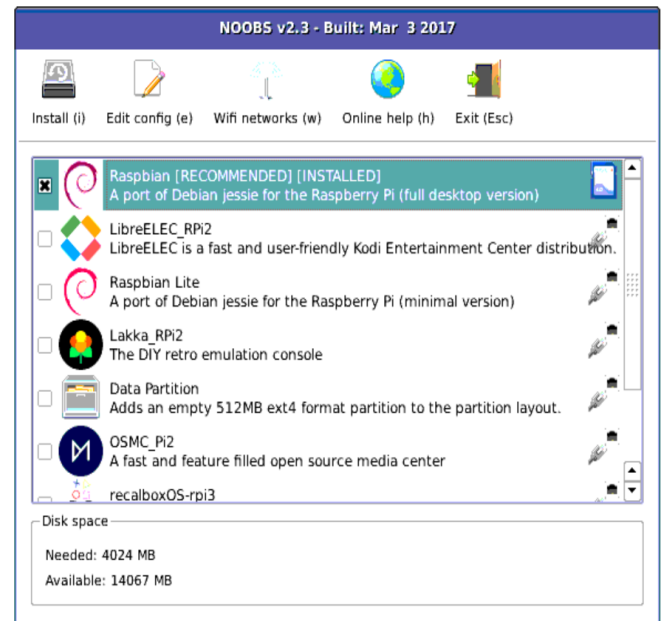 NOOBS v2.3 - Built: Mar 3 2017
Install (i)
Edit config (e)
Wifi networks (w)
Online help (h)
Exit (Esc)
Raspbian [RECOMMENDED] [INSTALLED]
A port of Debian jessie for the Raspberry Pi (full desktop version)
LibreELEC_RPi2
LibreELEC is a fast and user-friendly Kodi Entertainment Center distribution.
Raspbian Lite
A port of Debian jessie for the Raspberry Pi (minimal version)
Lakka_RPi2
The DIY retro emulation console
Data Partition
Adds an empty 512MB ext4 format partition to the partition layout.
OSMC_Pi2
A fast and feature filled open source media center
recalboxOS-rpi3
Disk space
Needed: 4024 MB
Available: 14067 MB